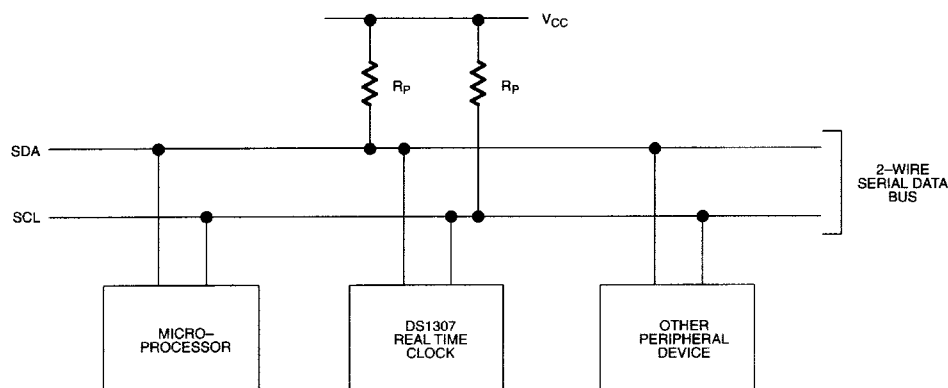 VCC
RP
RP
SDA
SCL
2–WIRE
SERIAL DATA
BUS
MICRO–
PROCESSOR
DS1307
REAL TIME
CLOCK
OTHER
PERIPHERAL
DEVICE